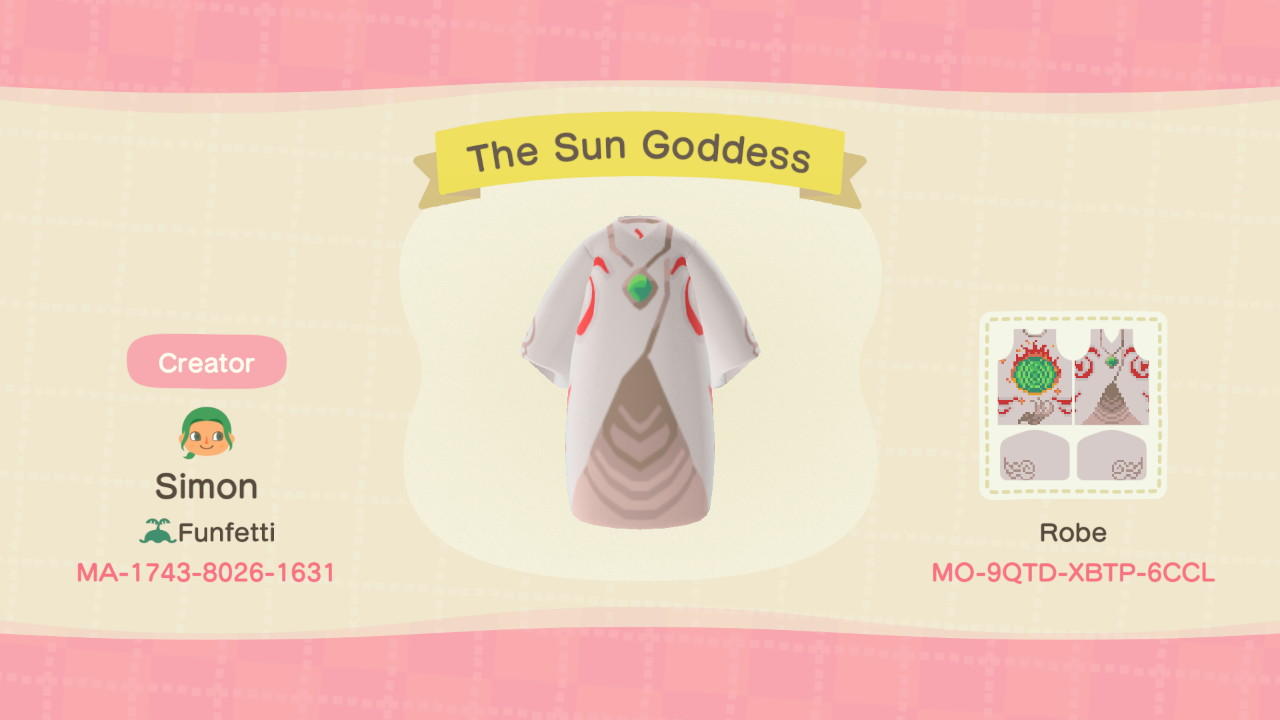 The Sun Goddess
Creator
Simon
Funfetti
MA-1743-8026-1631
Robe
MO-9QTD-XBTP-6CCL